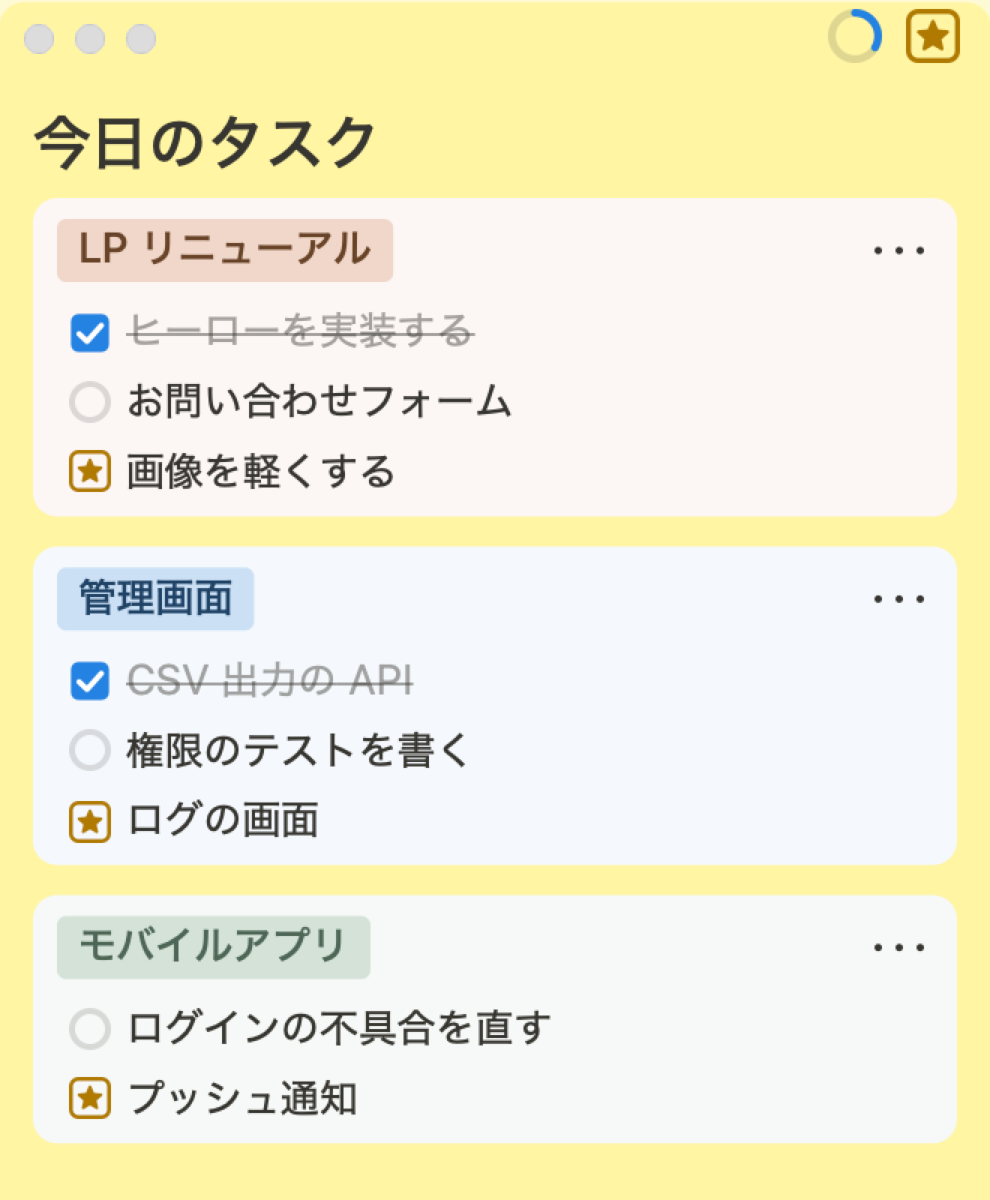 今日のタスク
LP リニューアル
ヒーローを実装する
お問い合わせフォーム
画像を軽くする
管理画面
CSV 出力の API
権限のテストを書く
ログの画面
モバイルアプリ
ログインの不具合を直す
プッシュ通知